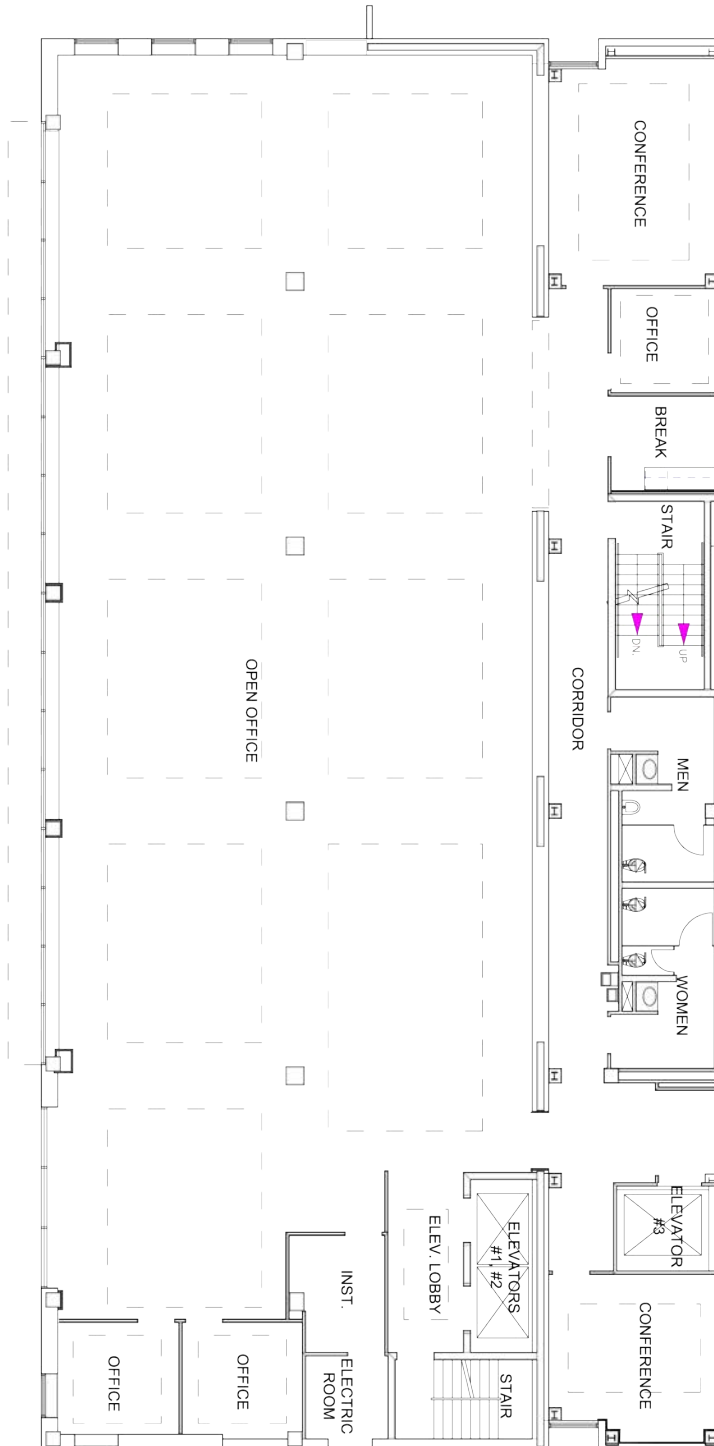 CONFERENCE
OFFICE
BREAK
STAIR
DN.
UP
CORRIDOR
OPEN OFFICE
MEN
WOMEN
ELEVATOR
#3
ELEVATORS
#1, #2
ELEV. LOBBY
INST.
CONFERENCE
STAIR
ELECTRIC
ROOM
OFFICE
OFFICE